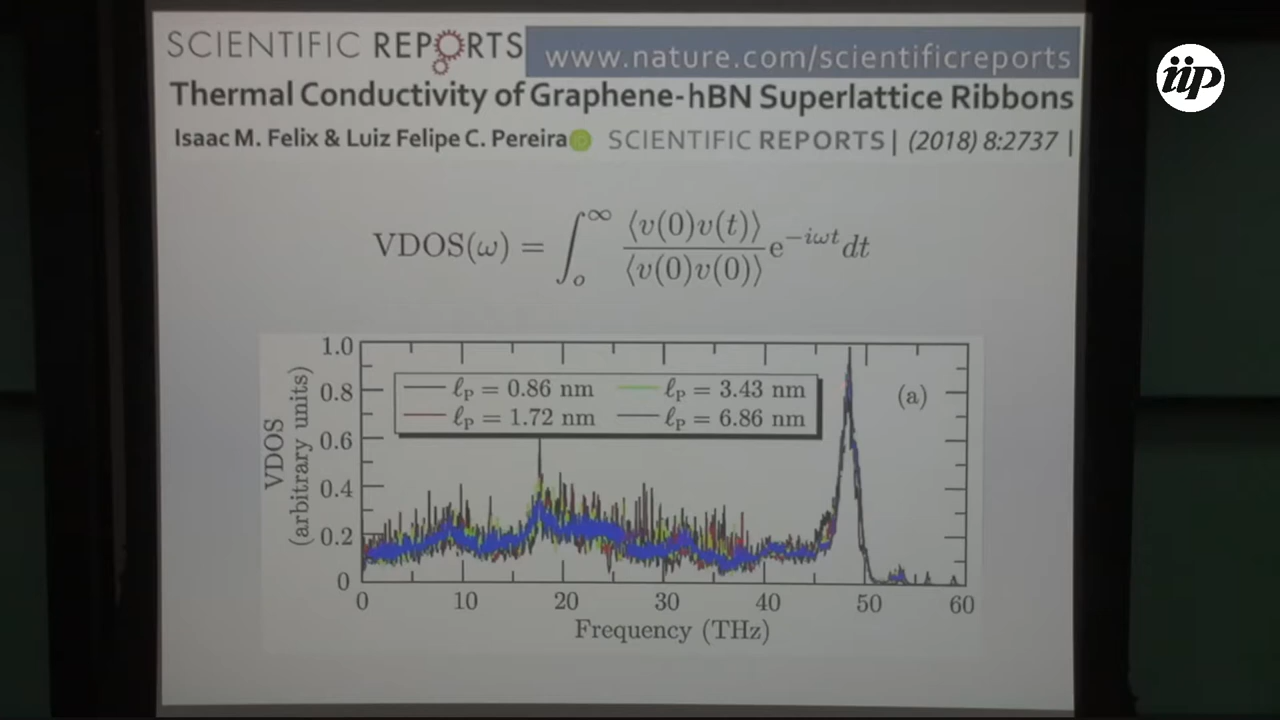 SCIENTIFIC REPORTS
www.nature.com/scientificreports
iip
Thermal Conductivity of Graphene-hBN Superlattice Ribbons
Isaac M. Felix & Luiz Felipe C. Pereira SCIENTIFIC REPORTS | (2018) 8:2737 |
VDOS(ω) = ∫₀^∞ ⟨v(0)v(t)⟩ / ⟨v(0)v(0)⟩ e^{−iωt} dt
VDOS
(arbitrary units)
1.0
0.8
0.6
0.4
0.2
0
ℓP = 0.86 nm ℓP = 3.43 nm
ℓP = 1.72 nm ℓP = 6.86 nm
(a)
0 10 20 30 40 50 60
Frequency (THz)